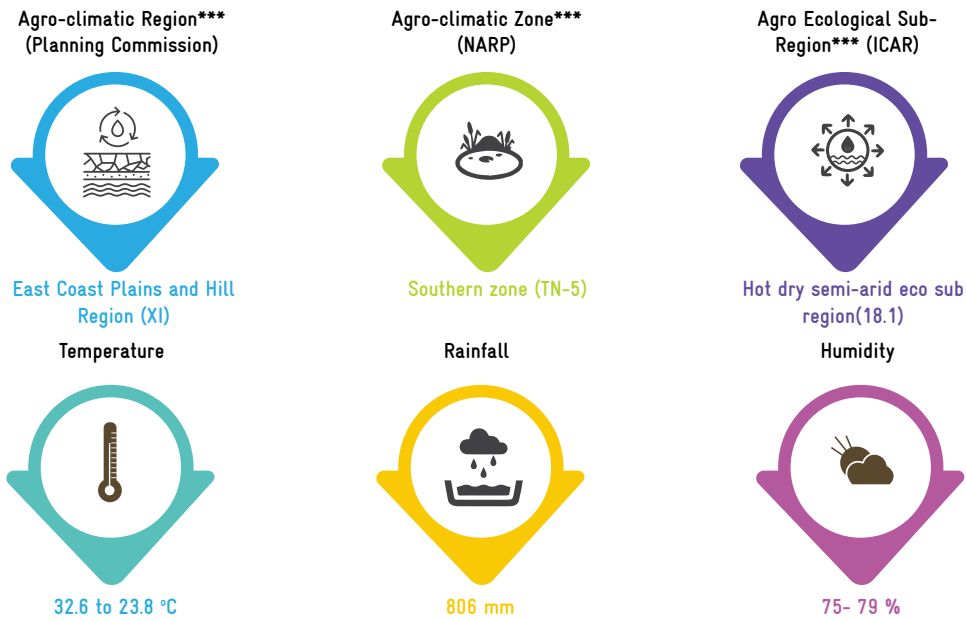 Agro-climatic Region***
(Planning Commission)
Agro-climatic Zone***
(NARP)
Agro Ecological Sub-
Region*** (ICAR)
East Coast Plains and Hill
Region (XI)
Southern zone (TN-5)
Hot dry semi-arid eco sub
region(18.1)
Temperature
Rainfall
Humidity
32.6 to 23.8 °C
806 mm
75- 79 %